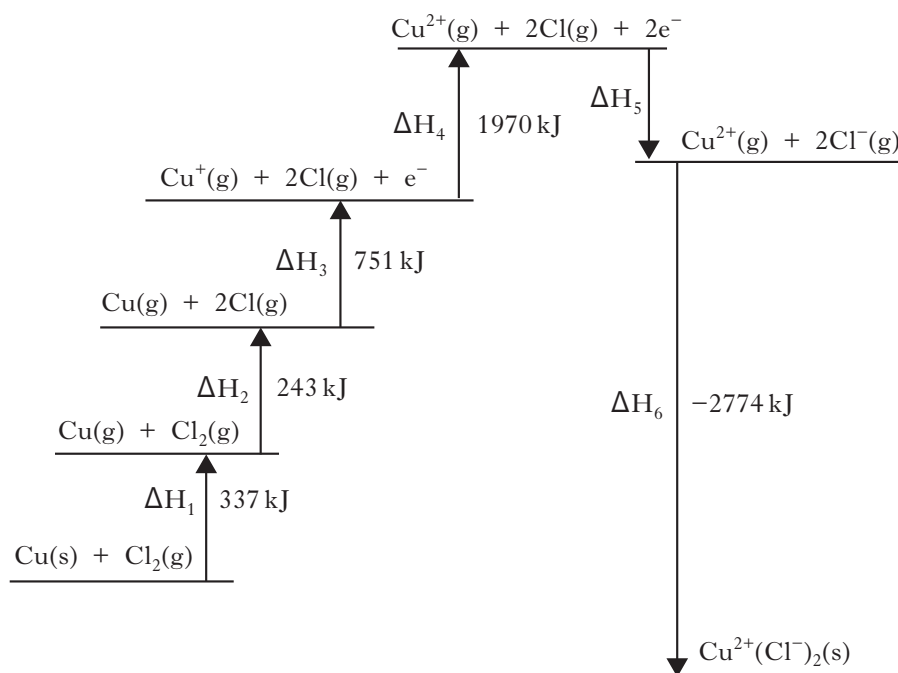 Cu²⁺(g) + 2Cl(g) + 2e⁻
ΔH₄ 1970 kJ
ΔH₅
Cu²⁺(g) + 2Cl⁻(g)
Cu⁺(g) + 2Cl(g) + e⁻
ΔH₃ 751 kJ
Cu(g) + 2Cl(g)
ΔH₂ 243 kJ
ΔH₆ −2774 kJ
Cu(g) + Cl₂(g)
ΔH₁ 337 kJ
Cu(s) + Cl₂(g)
Cu²⁺(Cl⁻)₂(s)